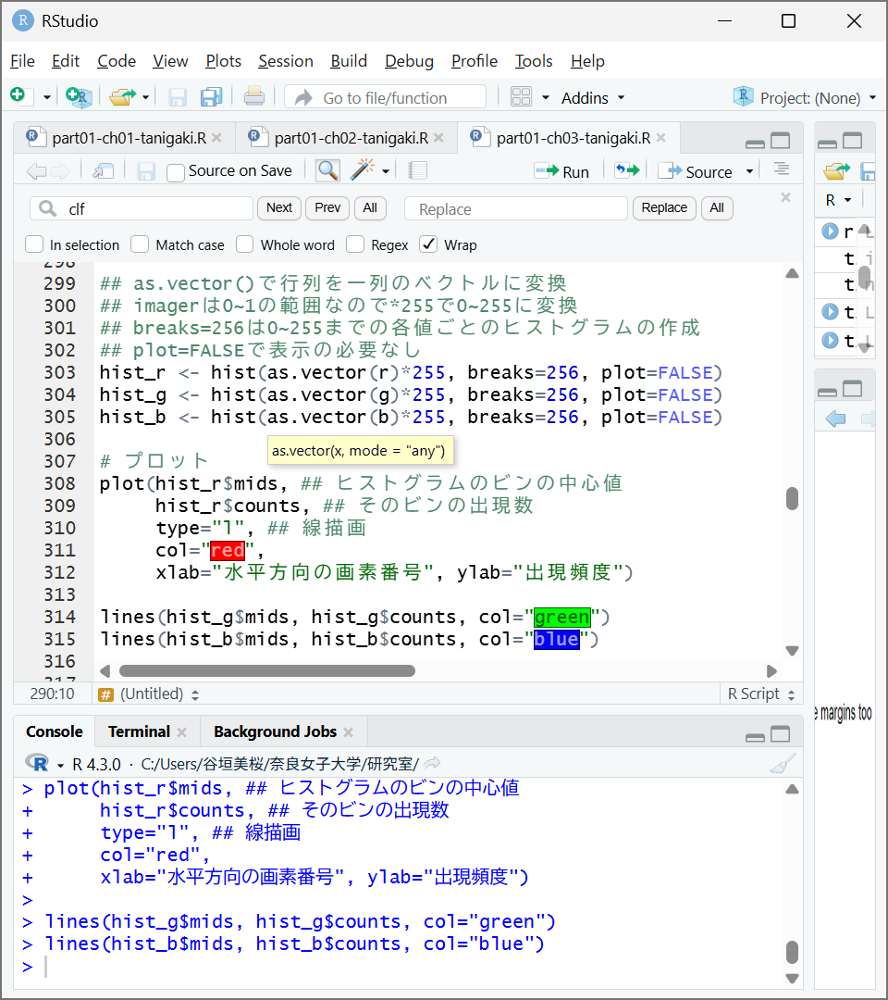 RStudio
File Edit Code View Plots Session Build Debug Profile Tools Help
Go to file/function Addins Project: (None)
part01-ch01-tanigaki.R part01-ch02-tanigaki.R part01-ch03-tanigaki.R
Source on Save Run Source
clf Next Prev All Replace Replace All
In selection Match case Whole word Regex Wrap
R
298
299 ## as.vector()で行列を一列のベクトルに変換
300 ## imagerは0~1の範囲なので*255で0~255に変換
301 ## breaks=256は0~255までの各値ごとのヒストグラムの作成
302 ## plot=FALSEで表示の必要なし
303 hist_r <- hist(as.vector(r)*255, breaks=256, plot=FALSE)
304 hist_g <- hist(as.vector(g)*255, breaks=256, plot=FALSE)
305 hist_b <- hist(as.vector(b)*255, breaks=256, plot=FALSE)
306
as.vector(x, mode = "any")
307 # プロット
308 plot(hist_r$mids, ## ヒストグラムのビンの中心値
309 hist_r$counts, ## そのビンの出現数
310 type="l", ## 線描画
311 col="red",
312 xlab="水平方向の画素番号", ylab="出現頻度")
313
314 lines(hist_g$mids, hist_g$counts, col="green")
315 lines(hist_b$mids, hist_b$counts, col="blue")
316
290:10 # (Untitled) R Script
margins too
Console Terminal Background Jobs
R 4.3.0 · C:/Users/谷垣美桜/奈良女子大学/研究室/
> plot(hist_r$mids, ## ヒストグラムのビンの中心値
+ hist_r$counts, ## そのビンの出現数
+ type="l", ## 線描画
+ col="red",
+ xlab="水平方向の画素番号", ylab="出現頻度")
>
> lines(hist_g$mids, hist_g$counts, col="green")
> lines(hist_b$mids, hist_b$counts, col="blue")
>